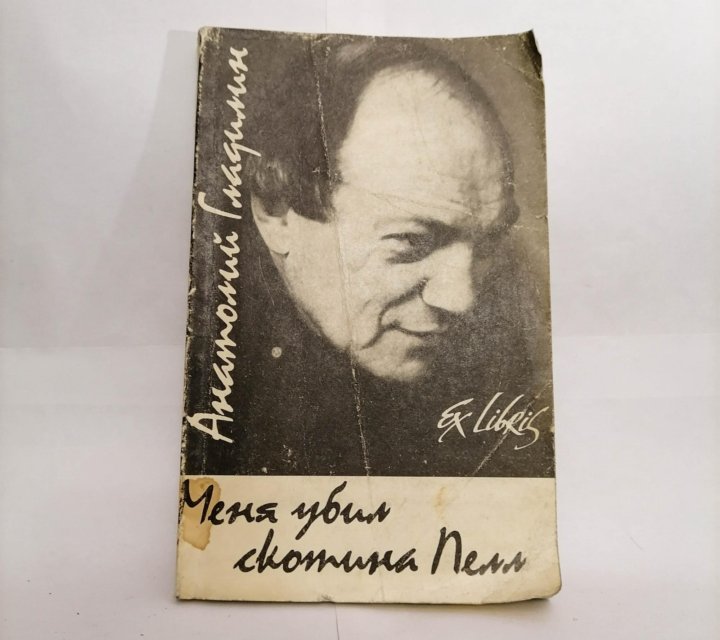 Анатолий Гладилин
Ex Libris
Меня убил
скотина Пелл